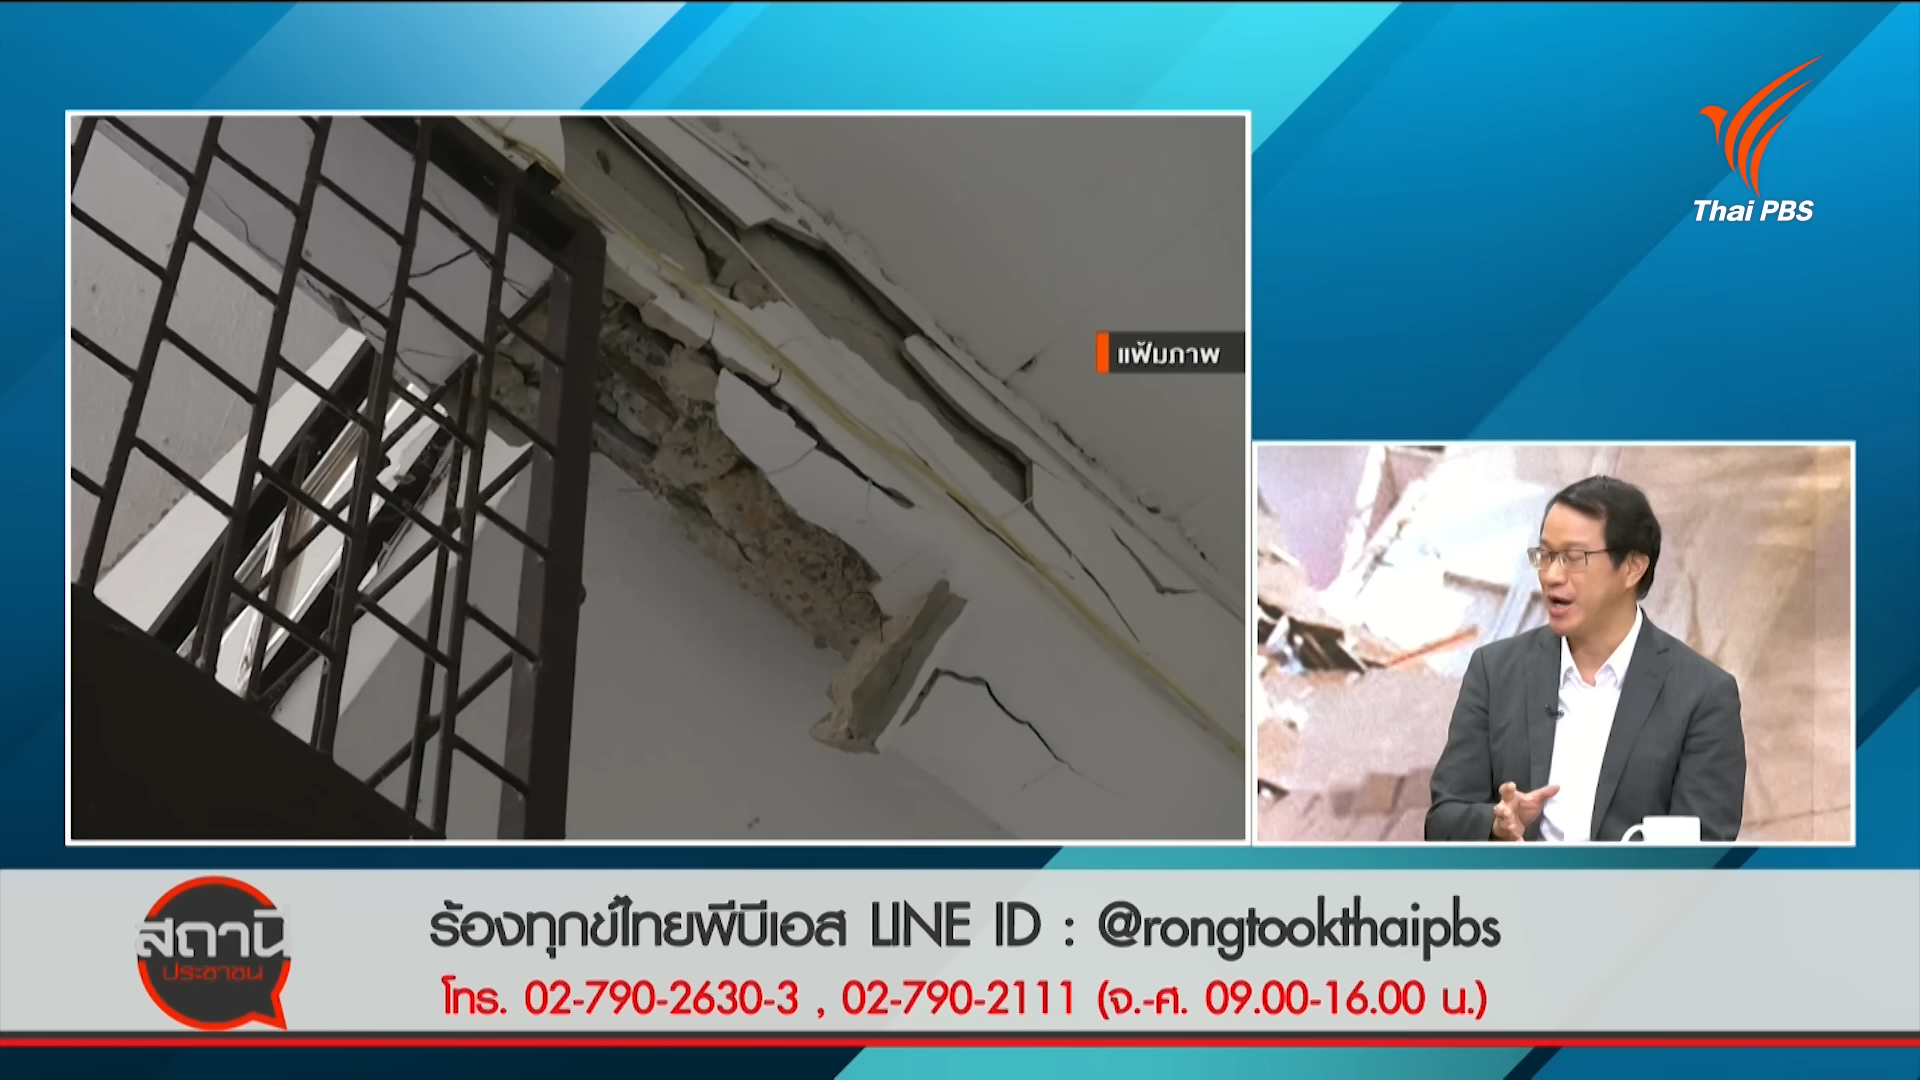 Thai PBS
แฟ้มภาพ
สถานี
ประชาชน
ร้องทุกข์ไทยพีบีเอส LINE ID : @rongtookthaipbs
โทร. 02-790-2630-3 , 02-790-2111 (จ.-ศ. 09.00-16.00 น.)